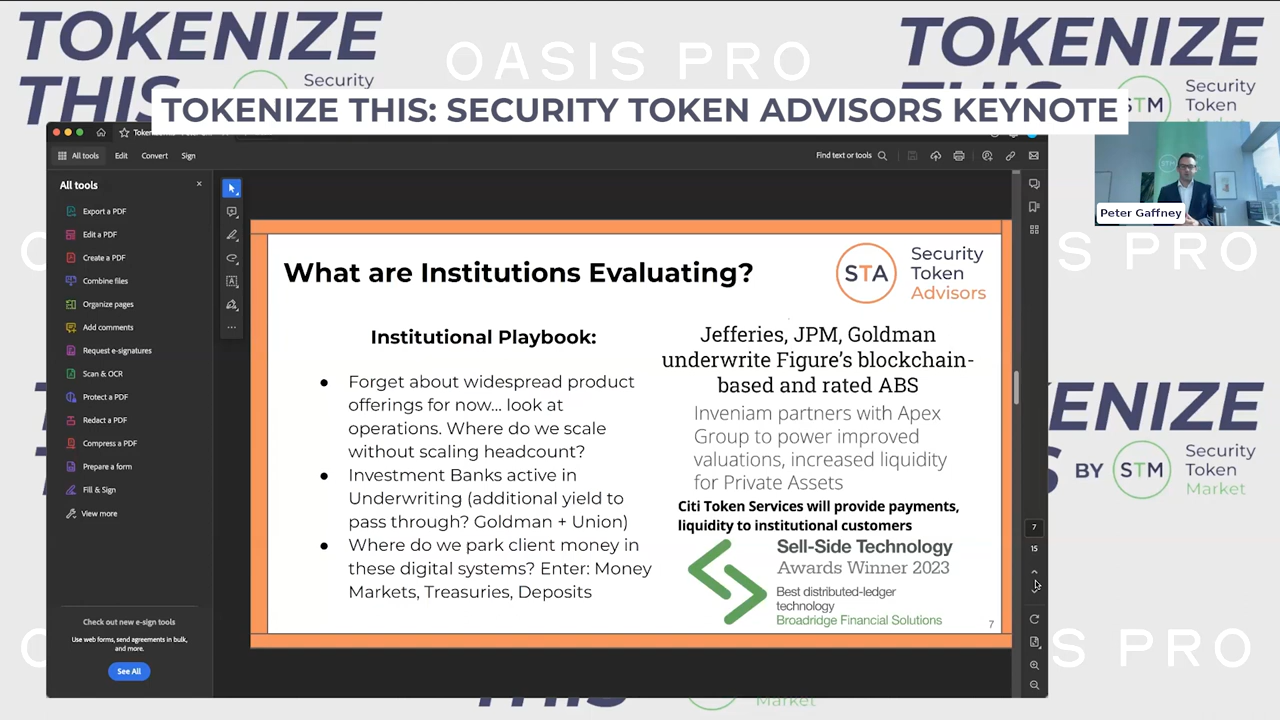 TOKENIZE
THIS
Security
OASIS PRO
TOKENIZE
THIS
STM
Security
Token
Market
TOKENIZE THIS: SECURITY TOKEN ADVISORS KEYNOTE
All tools
Edit
Convert
Sign
Find text or tools
All tools
Export a PDF
Edit a PDF
Create a PDF
Combine files
Organize pages
Add comments
Request e-signatures
Scan & OCR
Protect a PDF
Redact a PDF
Compress a PDF
Prepare a form
Fill & Sign
View more
Check out new e-sign tools
Use web forms, send agreements in bulk,
and more.
See All
What are Institutions Evaluating?
STA
Security
Token
Advisors
Institutional Playbook:
● Forget about widespread product
offerings for now... look at
operations. Where do we scale
without scaling headcount?
● Investment Banks active in
Underwriting (additional yield to
pass through? Goldman + Union)
● Where do we park client money in
these digital systems? Enter: Money
Markets, Treasuries, Deposits
Jefferies, JPM, Goldman
underwrite Figure's blockchain-
based and rated ABS
Inveniam partners with Apex
Group to power improved
valuations, increased liquidity
for Private Assets
Citi Token Services will provide payments,
liquidity to institutional customers
Sell-Side Technology
Awards Winner 2023
Best distributed-ledger
technology
Broadridge Financial Solutions
7
7
15
Peter Gaffney
STM
S PRO
ENIZE
BY STM
Security
Token
Market
S PRO
THIS
Market